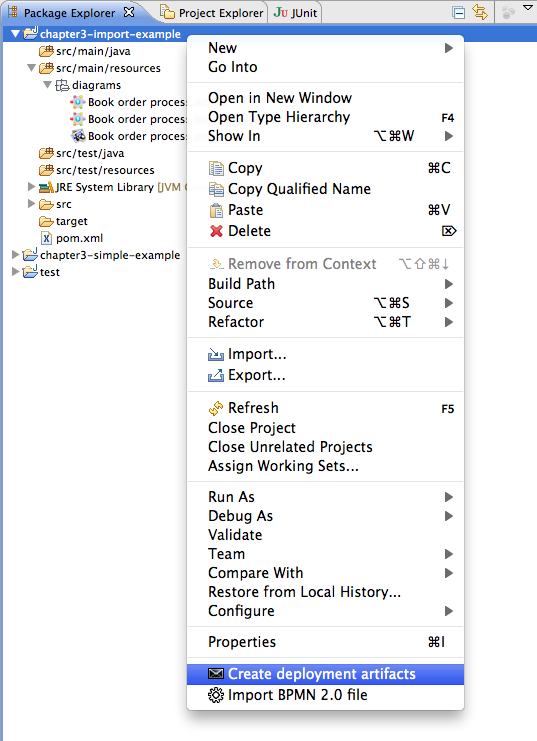 Package Explorer Project Explorer JUnit
chapter3-import-example
src/main/java
src/main/resources
diagrams
Book order proces
Book order proces
Book order proces
src/test/java
src/test/resources
JRE System Library [JVM
src
target
pom.xml
chapter3-simple-example
test
New
Go Into
Open in New Window
Open Type Hierarchy F4
Show In ⌥⌘W
Copy ⌘C
Copy Qualified Name
Paste ⌘V
Delete ⌦
Remove from Context ⌥⇧⌘↓
Build Path
Source ⌥⌘S
Refactor ⌥⌘T
Import...
Export...
Refresh F5
Close Project
Close Unrelated Projects
Assign Working Sets...
Run As
Debug As
Validate
Team
Compare With
Restore from Local History...
Configure
Properties ⌘I
Create deployment artifacts
Import BPMN 2.0 file